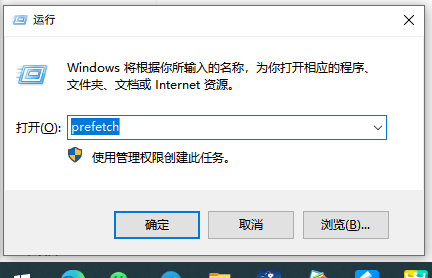 运行
Windows 将根据你所输入的名称，为你打开相应的程序、
文件夹、文档或 Internet 资源。
打开(O): prefetch
使用管理权限创建此任务。
确定 取消 浏览(B)...